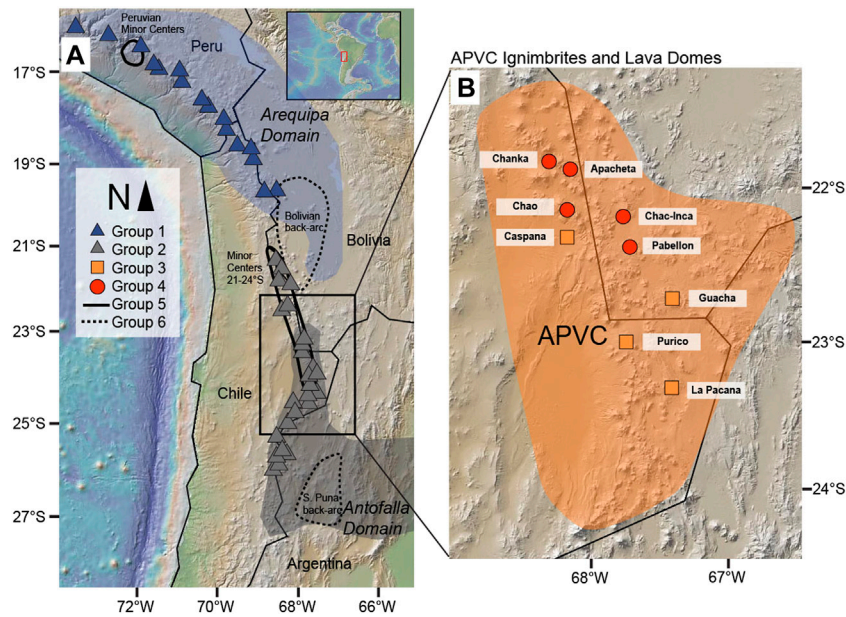 A
Peruvian
Minor Centers
Peru
Arequipa
Domain
Bolivian
back-arc
Bolivia
Minor
Centers
21-24°S
Chile
S. Puna
back-arc
Antofalla
Domain
Argentina
N
Group 1
Group 2
Group 3
Group 4
Group 5
Group 6
17°S
19°S
21°S
23°S
25°S
27°S
72°W
70°W
68°W
66°W
APVC Ignimbrites and Lava Domes
B
Chanka
Apacheta
Chao
Chac-Inca
Caspana
Pabellon
Guacha
APVC
Purico
La Pacana
22°S
23°S
24°S
68°W
67°W